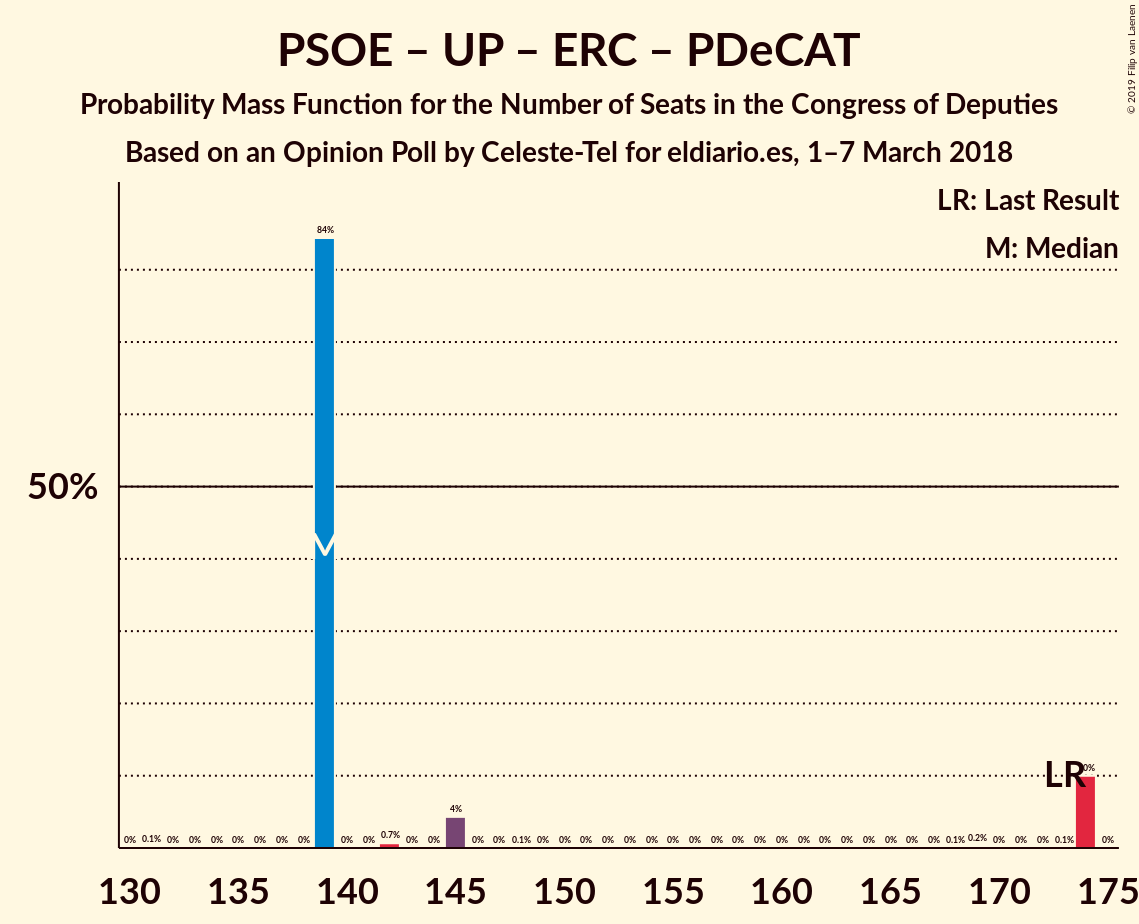 PSOE – UP – ERC – PDeCAT
© 2019 Filip van Laenen
Probability Mass Function for the Number of Seats in the Congress of Deputies
Based on an Opinion Poll by Celeste-Tel for eldiario.es, 1–7 March 2018
LR: Last Result
M: Median
84%
50%
LR
4%
0% 0.1% 0% 0% 0% 0% 0% 0% 0% 0% 0% 0.7% 0% 0% 0% 0% 0.1% 0% 0% 0% 0% 0% 0% 0% 0% 0% 0% 0% 0% 0% 0% 0% 0% 0% 0% 0% 0.1% 0.2% 0% 0% 0% 0.1% 0%
130 135 140 145 150 155 160 165 170 175